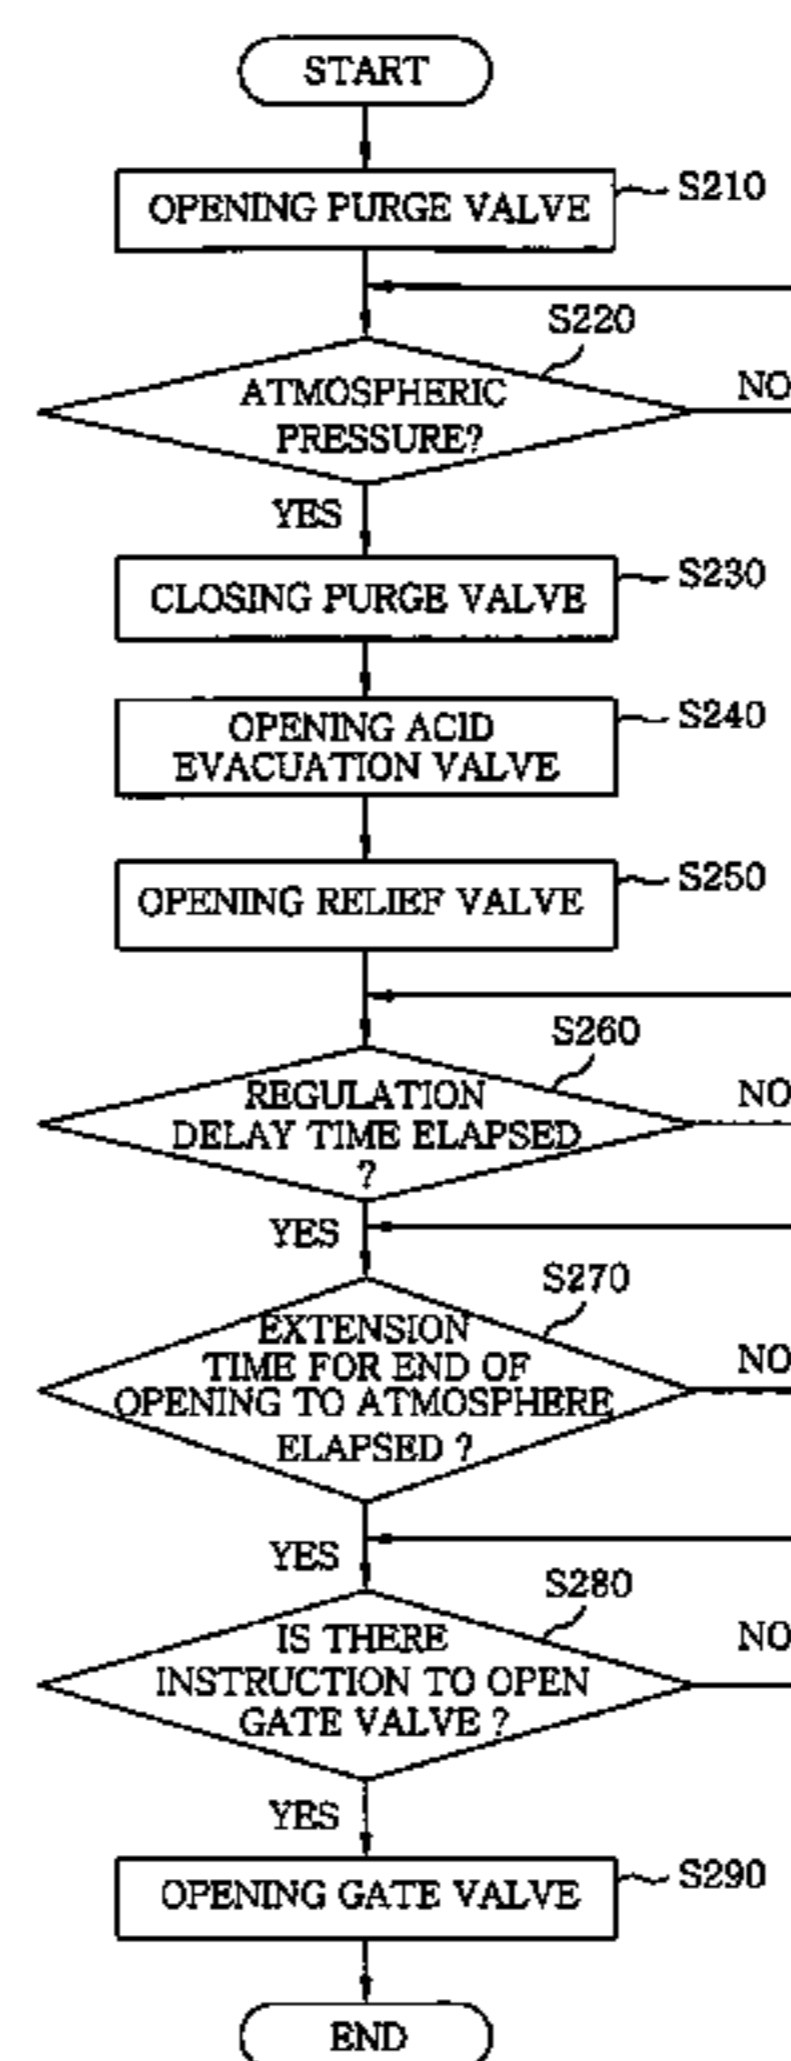 START
OPENING PURGE VALVE
S210
S220
ATMOSPHERIC
PRESSURE?
NO
YES
CLOSING PURGE VALVE
S230
OPENING ACID
EVACUATION VALVE
S240
OPENING RELIEF VALVE
S250
S260
REGULATION
DELAY TIME ELAPSED
?
NO
YES
S270
EXTENSION
TIME FOR END OF
OPENING TO ATMOSPHERE
ELAPSED ?
NO
YES
S280
IS THERE
INSTRUCTION TO OPEN
GATE VALVE ?
NO
YES
OPENING GATE VALVE
S290
END